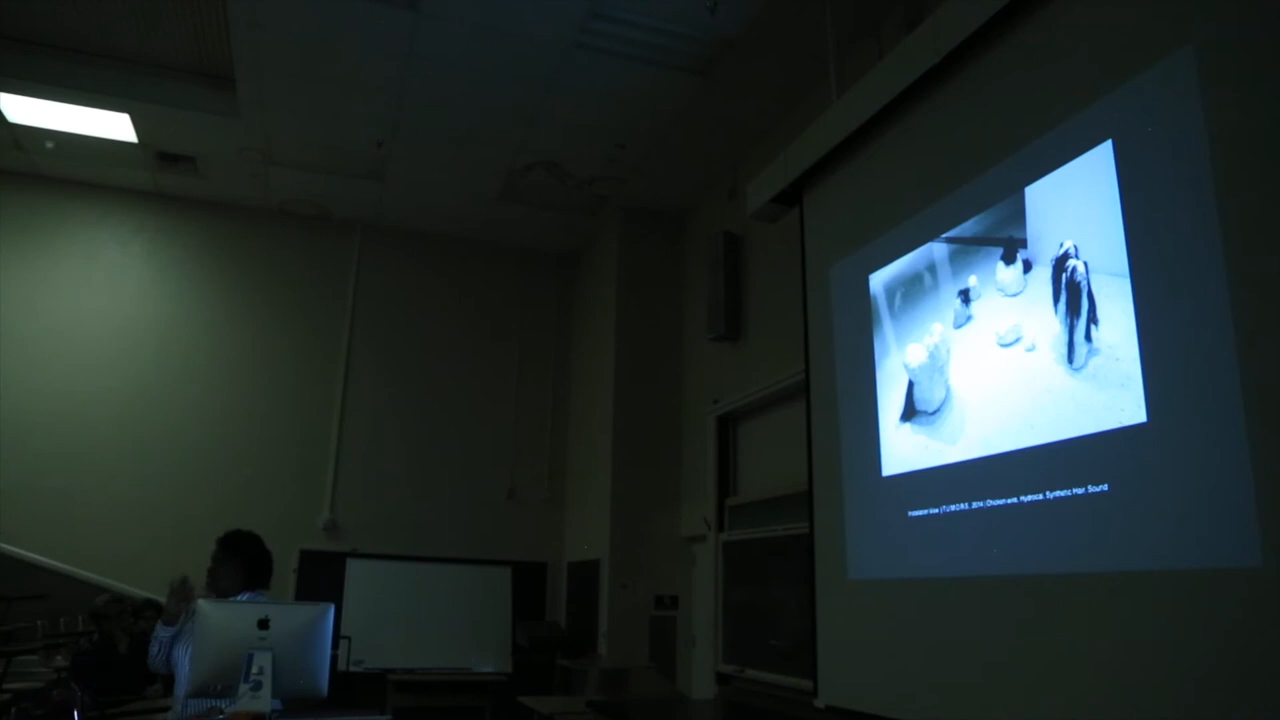 Installation View | T.U.M.O.R.S. 2014 | Chicken wire, Hydrocal, Synthetic Hair, Sound